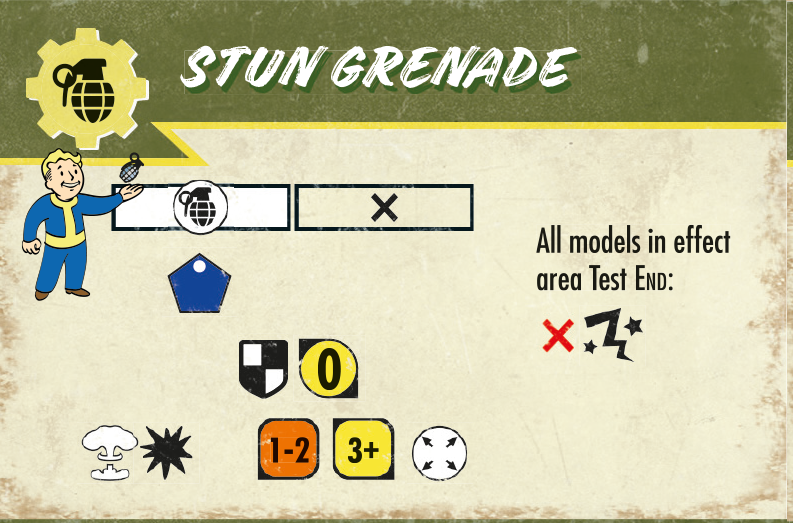 STUN GRENADE
All models in effect
area Test END:
0
1-2 3+